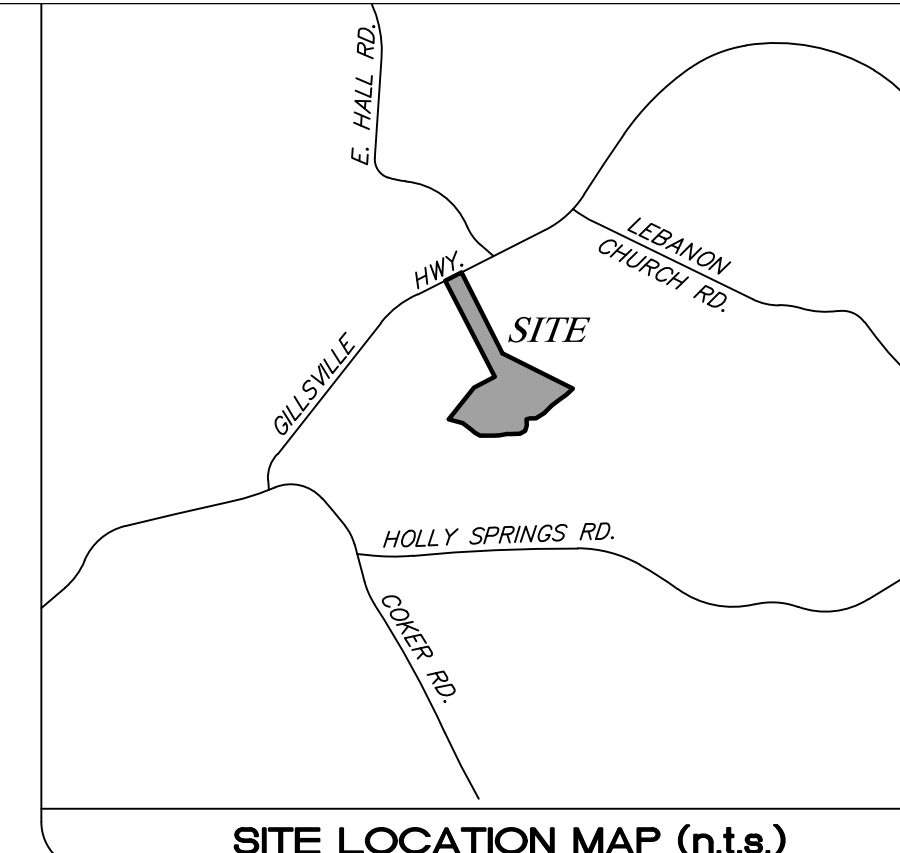 E. HALL RD.
LEBANON
CHURCH RD.
GILLSVILLE HWY.
SITE
HOLLY SPRINGS RD.
COKER RD.
SITE LOCATION MAP (n.t.s.)